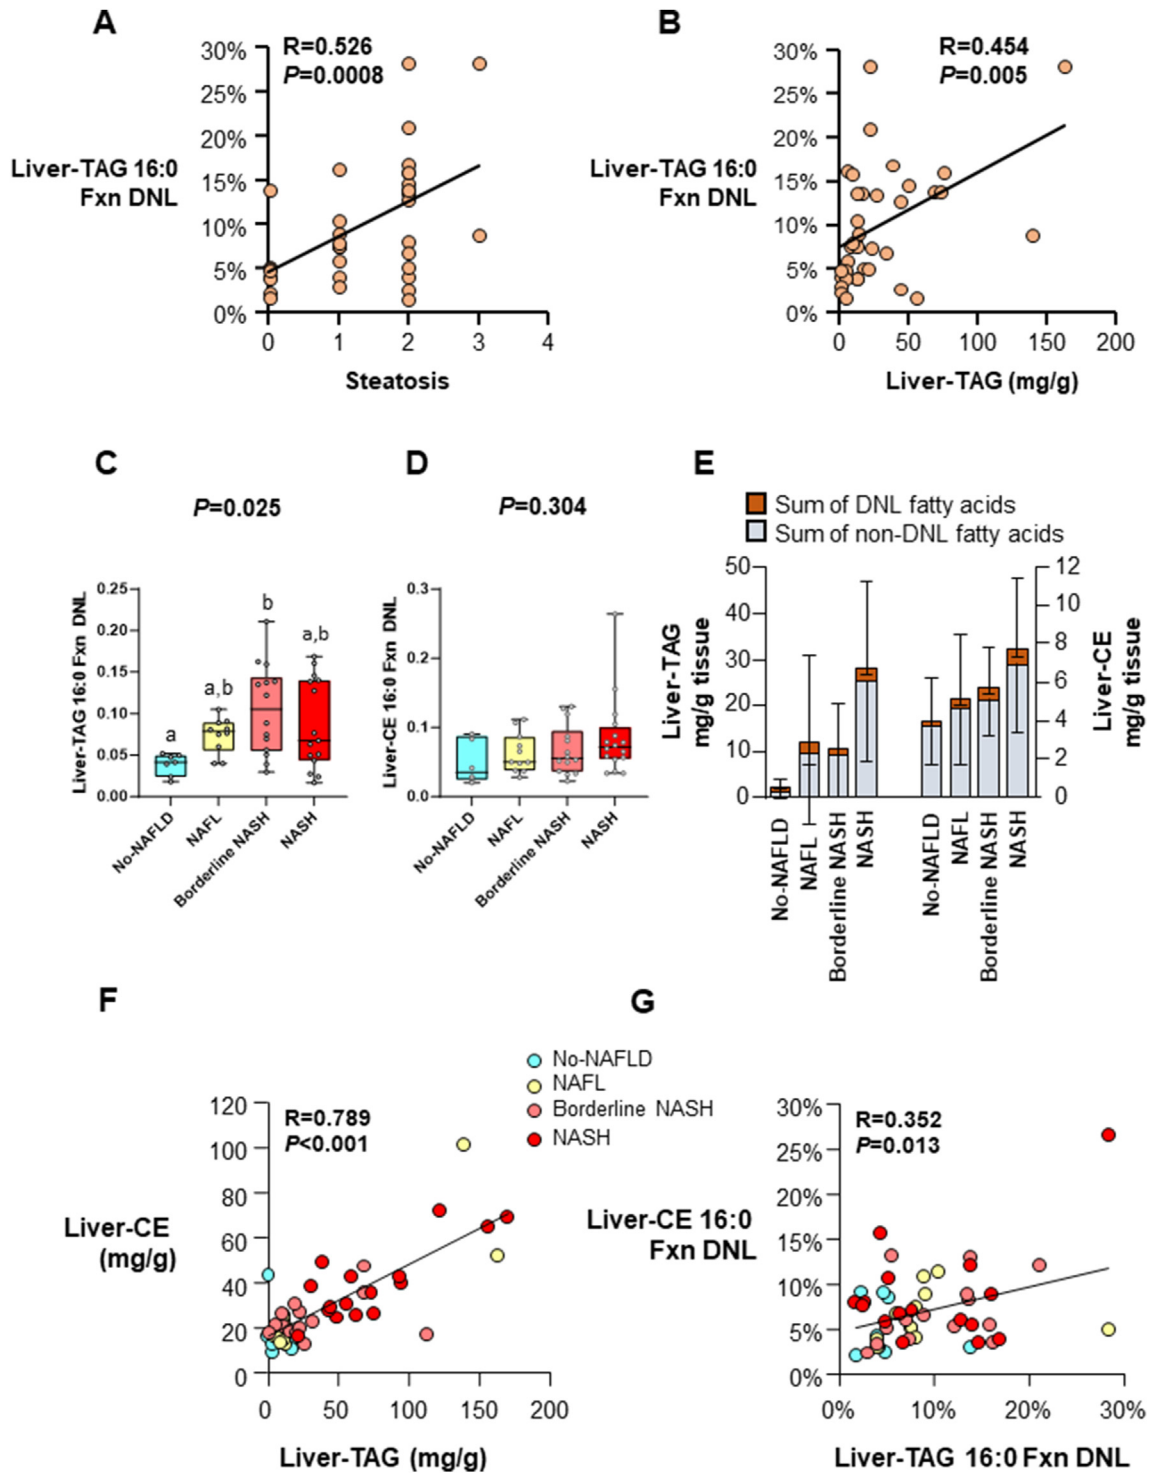 A
B
R=0.526
P=0.0008
R=0.454
P=0.005
30%
25%
20%
15%
10%
5%
0%
Liver-TAG 16:0
Fxn DNL
0 1 2 3 4
Steatosis
30%
25%
20%
15%
10%
5%
0%
Liver-TAG 16:0
Fxn DNL
0 50 100 150 200
Liver-TAG (mg/g)
C
P=0.025
Liver-TAG 16:0 Fxn DNL
0.25
0.20
0.15
0.10
0.05
0.00
a
a,b
b
a,b
No-NAFLD
NAFL
Borderline NASH
NASH
D
P=0.304
Liver-CE 16:0 Fxn DNL
0.3
0.2
0.1
0.0
No-NAFLD
NAFL
Borderline NASH
NASH
E
Sum of DNL fatty acids
Sum of non-DNL fatty acids
Liver-TAG
mg/g tissue
50
40
30
20
10
0
12
10
8
6
4
2
0
Liver-CE
mg/g tissue
No-NAFLD
NAFL
Borderline NASH
NASH
No-NAFLD
NAFL
Borderline NASH
NASH
F
R=0.789
P<0.001
Liver-CE
(mg/g)
120
100
80
60
40
20
0
0 50 100 150 200
Liver-TAG (mg/g)
No-NAFLD
NAFL
Borderline NASH
NASH
G
R=0.352
P=0.013
Liver-CE 16:0
Fxn DNL
30%
25%
20%
15%
10%
5%
0%
0% 10% 20% 30%
Liver-TAG 16:0 Fxn DNL